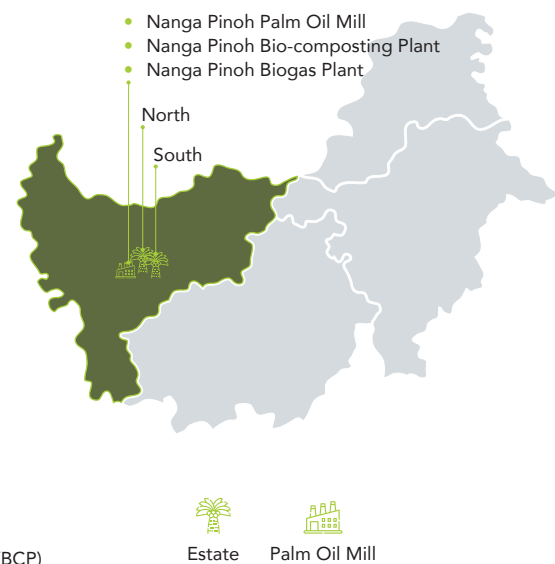 Nanga Pinoh Palm Oil Mill
Nanga Pinoh Bio-composting Plant
Nanga Pinoh Biogas Plant
North
South
Estate
Palm Oil Mill
BCP)